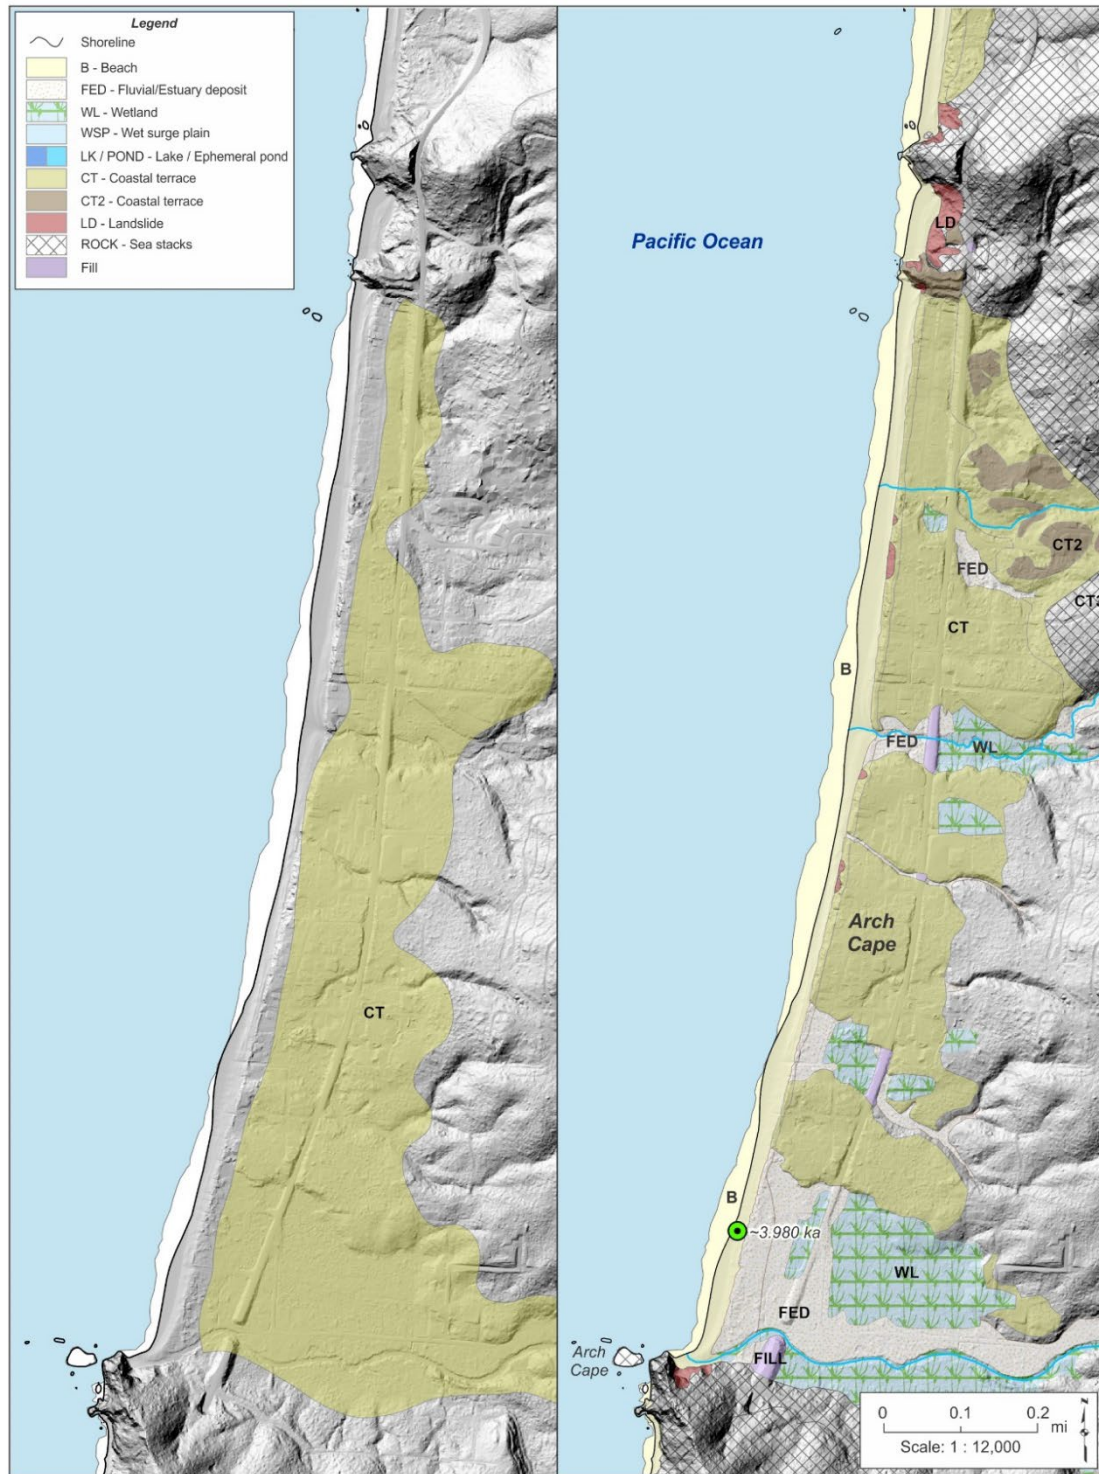 Legend
Shoreline
B - Beach
FED - Fluvial/Estuary deposit
WL - Wetland
WSP - Wet surge plain
LK / POND - Lake / Ephemeral pond
CT - Coastal terrace
CT2 - Coastal terrace
LD - Landslide
ROCK - Sea stacks
Fill
CT
Pacific Ocean
LD
CT2
FED
CT3
CT
B
FED
WL
Arch
Cape
B
~3.980 ka
WL
FED
Arch
Cape
FILL
0 0.1 0.2
mi
Scale: 1 : 12,000